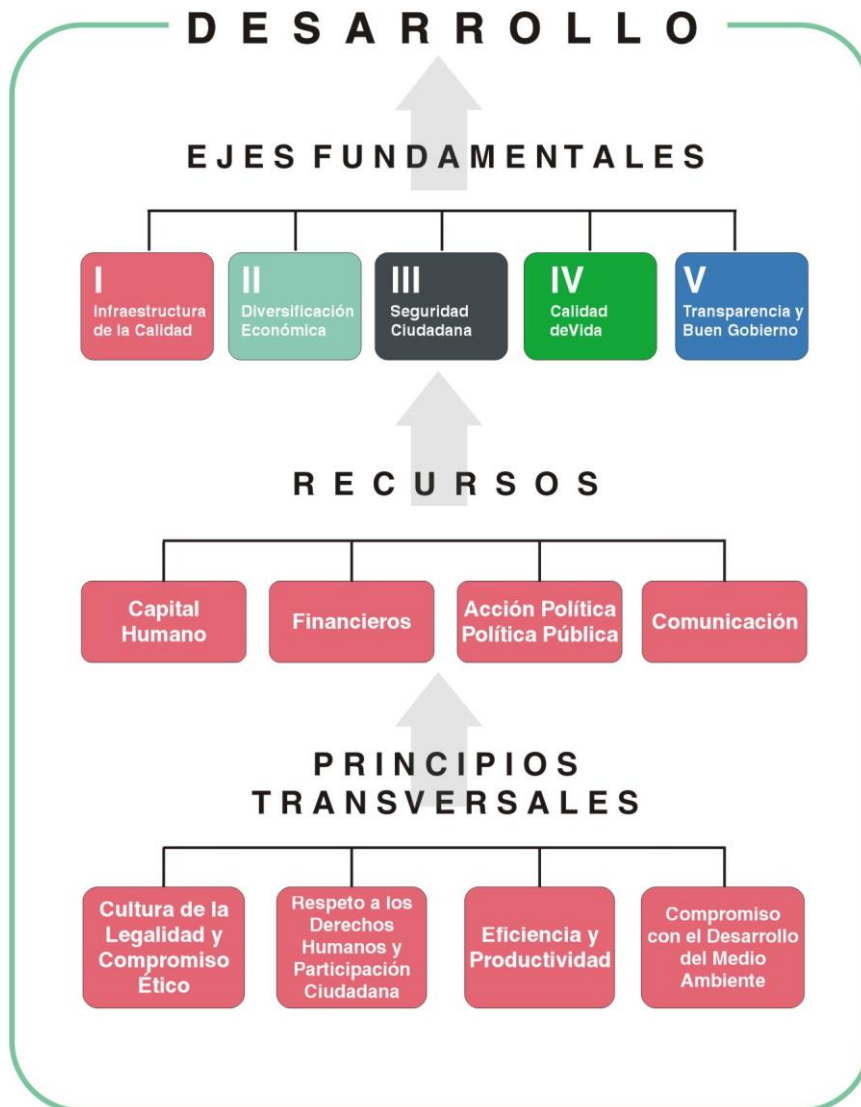 DESARROLLO
EJES FUNDAMENTALES
I
Infraestructura
de la Calidad
II
Diversificación
Económica
III
Seguridad
Ciudadana
IV
Calidad
deVida
V
Transparencia y
Buen Gobierno
RECURSOS
Capital
Humano
Financieros
Acción Política
Política Pública
Comunicación
PRINCIPIOS
TRANSVERSALES
Cultura de la
Legalidad y
Compromiso
Ético
Respeto a los
Derechos
Humanos y
Participación
Ciudadana
Eficiencia y
Productividad
Compromiso
con el Desarrollo
del Medio
Ambiente